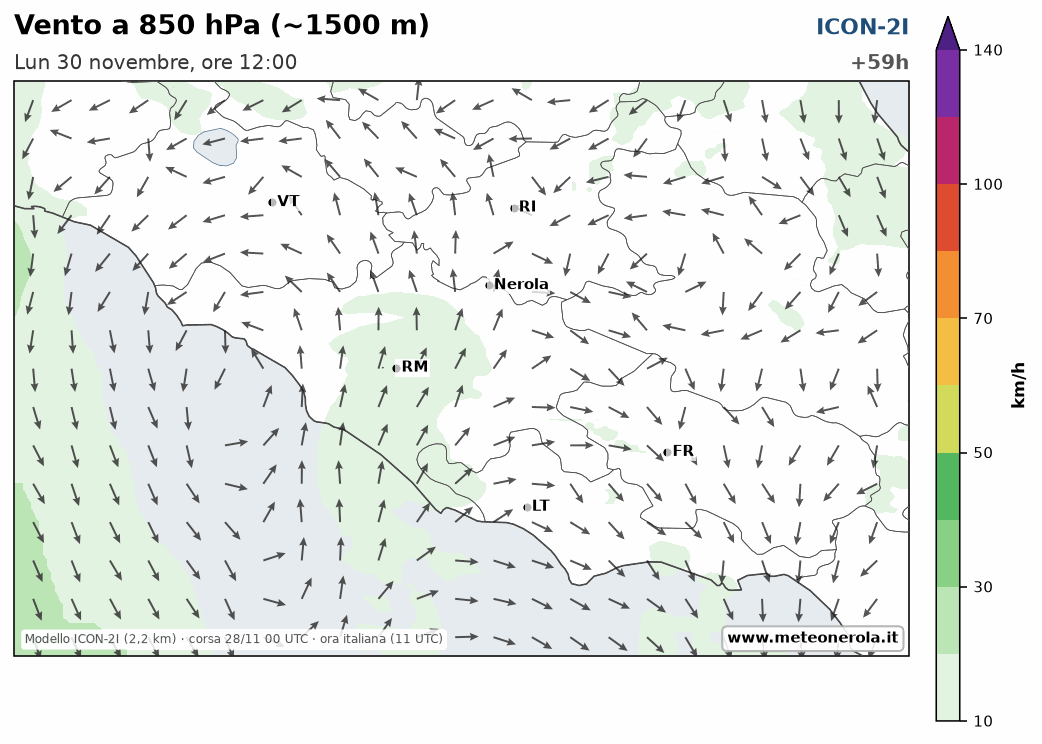 Vento a 850 hPa (~1500 m)
ICON-2I
Lun 30 novembre, ore 12:00
+59h
VT
RI
Nerola
RM
FR
LT
Modello ICON-2I (2,2 km) · corsa 28/11 00 UTC · ora italiana (11 UTC)
www.meteonerola.it
140
100
70
50
30
10
km/h